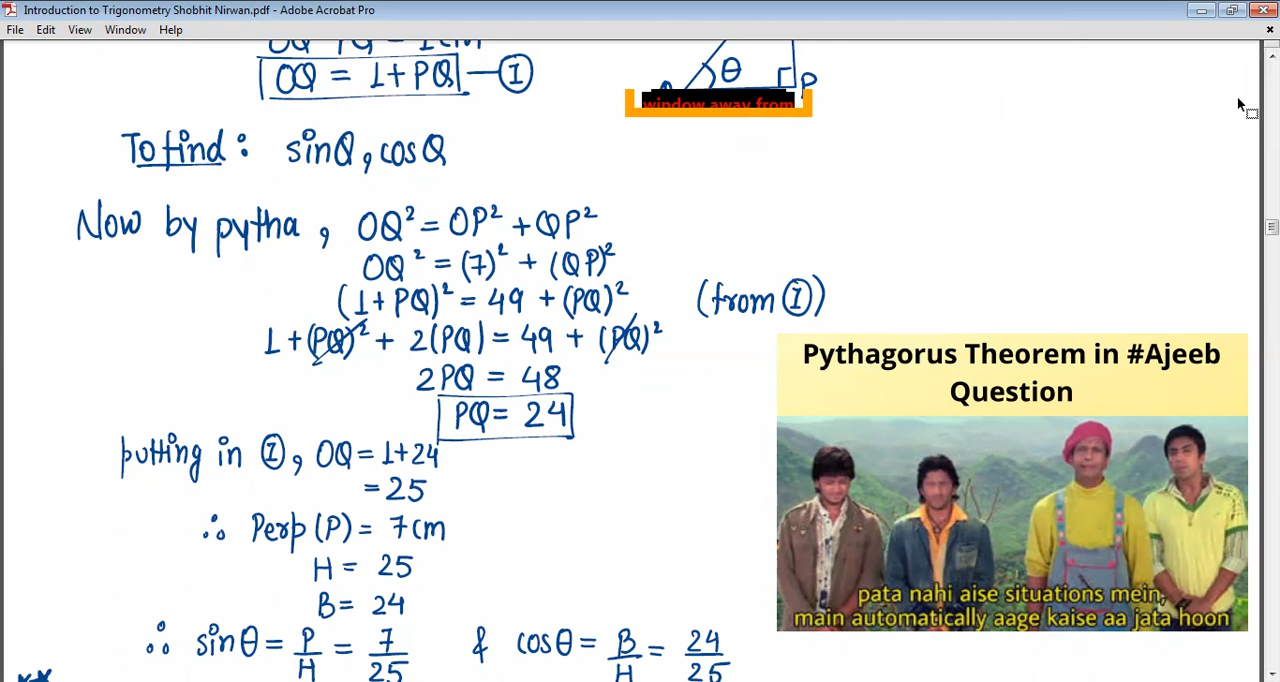 Introduction to Trigonometry Shobhit Nirwan.pdf - Adobe Acrobat Pro
File Edit View Window Help
OQ = 1 + PQ — I
θ
P
window away from
To find : sinQ, cosQ
Now by pytha, OQ² = OP² + QP²
OQ² = (7)² + (QP)²
(1 + PQ)² = 49 + (PQ)² (from I)
1 + (PQ)² + 2(PQ) = 49 + (PQ)²
2PQ = 48
PQ = 24
putting in I, OQ = 1+24
= 25
∴ Perp (P) = 7cm
H = 25
B = 24
∴ sinθ = P/H = 7/25 & cosθ = B/H = 24/25
Pythagorus Theorem in #Ajeeb
Question
pata nahi aise situations mein,
main automatically aage kaise aa jata hoon